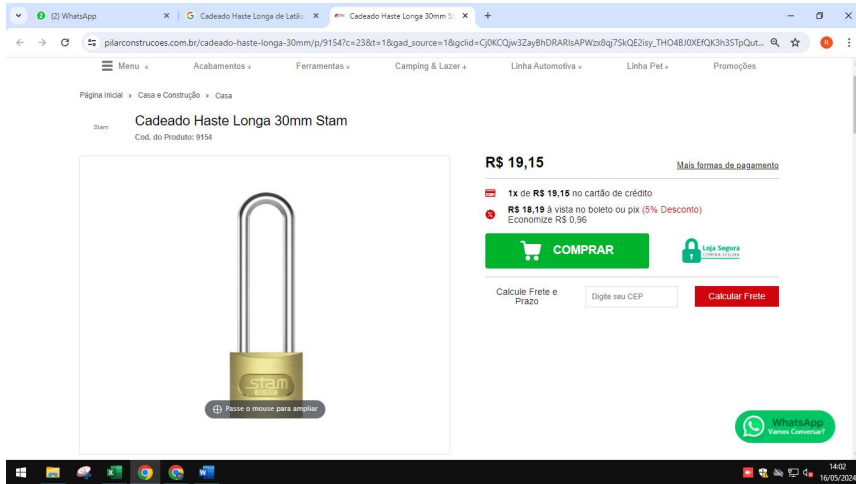 (2) WhatsApp
Cadeado Haste Longa de Latão
Cadeado Haste Longa 30mm St
pilarconstrucoes.com.br/cadeado-haste-longa-30mm/p/9154?c=23&t=1&gad_source=1&gclid=Cj0KCQjw3ZayBhDRARIsAPWzx8qj7SkQE2isy_THO4BJ0XEfQK3h3STpQut...
R
Menu
Acabamentos
Ferramentas
Camping & Lazer
Linha Automotiva
Linha Pet
Promoções
Página Inicial > Casa e Construção > Casa
Stam
Cadeado Haste Longa 30mm Stam
Cod. do Produto: 9154
R$ 19,15
Mais formas de pagamento
1x de R$ 19,15 no cartão de crédito
R$ 18,19 à vista no boleto ou pix (5% Desconto)
Economize R$ 0,96
COMPRAR
Loja Segura
COMPRA SEGURA
Calcule Frete e
Prazo
Digite seu CEP
Calcular Frete
stam
Passe o mouse para ampliar
WhatsApp
Vamos Conversar?
14:02
16/05/2024